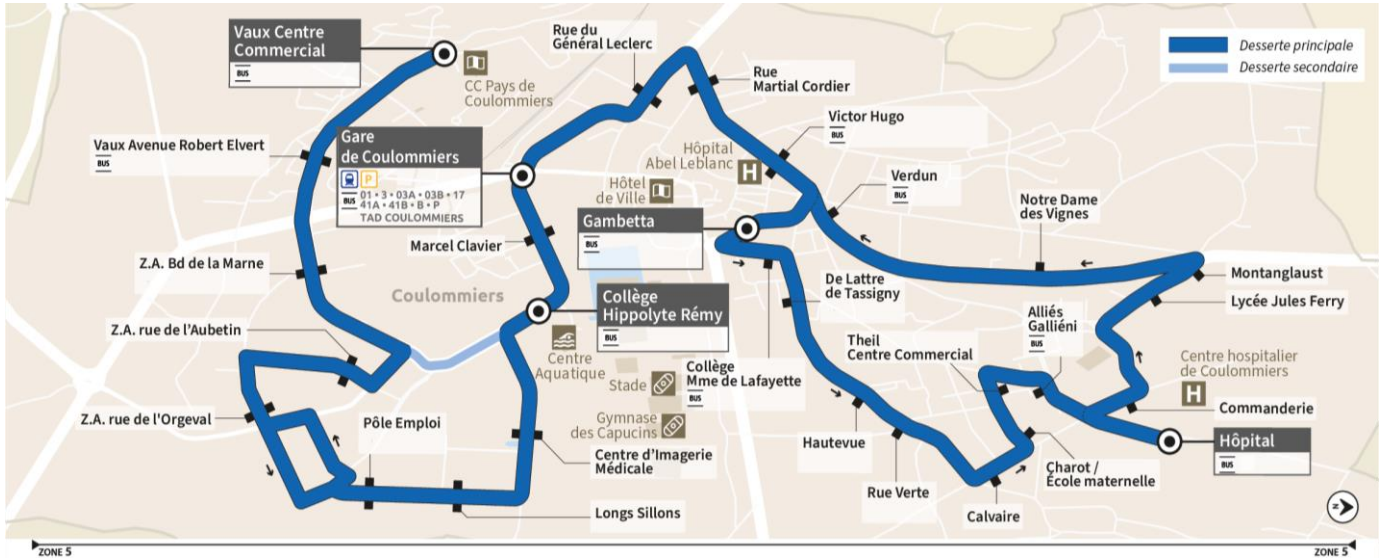 Vaux Centre
Commercial
BUS
CC Pays de
Coulommiers
Rue du
Général Leclerc
Rue
Martial Cordier
Desserte principale
Desserte secondaire
Vaux Avenue Robert Elvert
BUS
Gare
de Coulommiers
P
BUS
01 • 3 • 03A • 03B • 17
41A • 41B • B • P
TAD COULOMMIERS
Victor Hugo
BUS
Hôpital
Abel Leblanc
H
Hôtel
de Ville
Verdun
BUS
Gambetta
BUS
Notre Dame
des Vignes
Marcel Clavier
Z.A. Bd de la Marne
Coulommiers
Collège
Hippolyte Rémy
BUS
De Lattre
de Tassigny
Montanglaust
Lycée Jules Ferry
Alliés
Galliéni
BUS
Z.A. rue de l'Aubetin
Theil
Centre Commercial
Centre
Aquatique
Stade
Collège
Mme de Lafayette
BUS
Centre hospitalier
de Coulommiers
H
Z.A. rue de l'Orgeval
Pôle Emploi
Gymnase
des Capucins
Commanderie
Hautevue
Hôpital
BUS
Centre d'Imagerie
Médicale
Charot /
École maternelle
Rue Verte
Longs Sillons
Calvaire
N
ZONE 5
ZONE 5